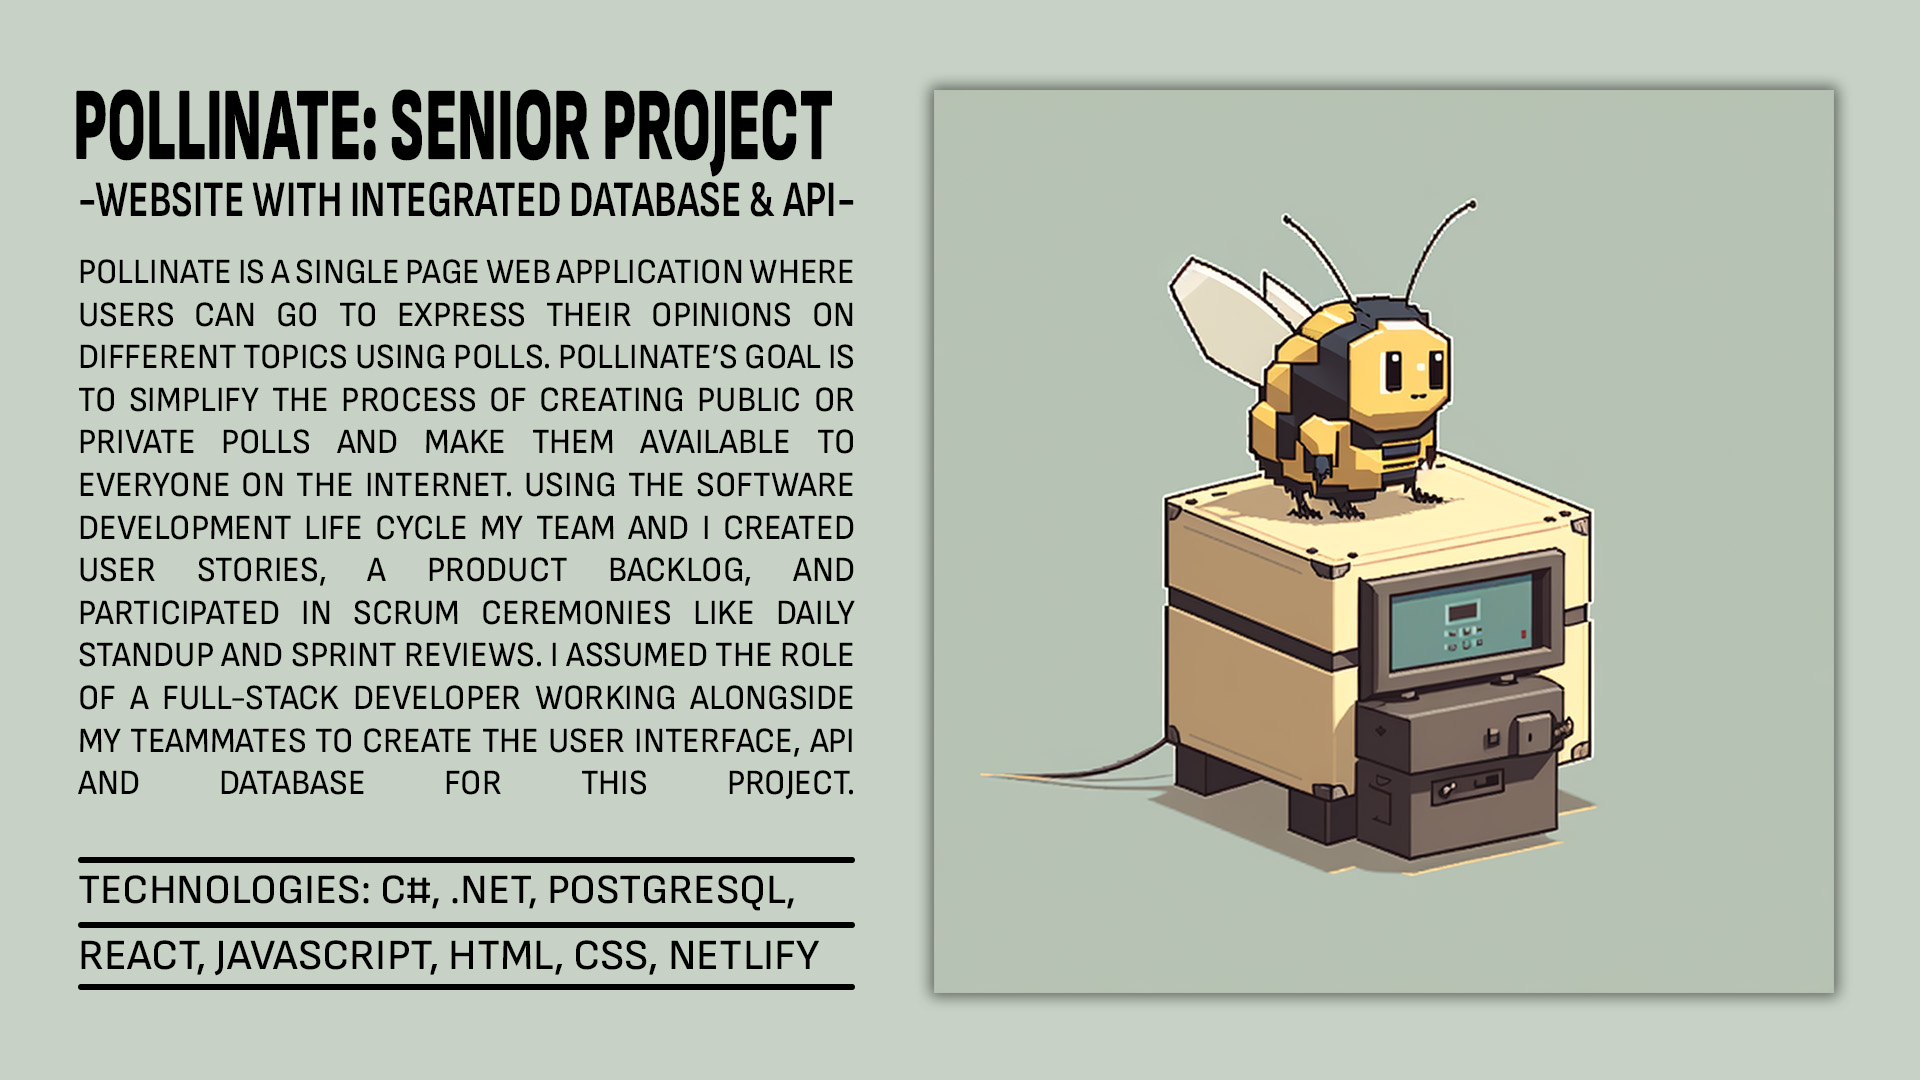 POLLINATE: SENIOR PROJECT
-WEBSITE WITH INTEGRATED DATABASE & API-
POLLINATE IS A SINGLE PAGE WEB APPLICATION WHERE
USERS CAN GO TO EXPRESS THEIR OPINIONS ON
DIFFERENT TOPICS USING POLLS. POLLINATE'S GOAL IS
TO SIMPLIFY THE PROCESS OF CREATING PUBLIC OR
PRIVATE POLLS AND MAKE THEM AVAILABLE TO
EVERYONE ON THE INTERNET. USING THE SOFTWARE
DEVELOPMENT LIFE CYCLE MY TEAM AND I CREATED
USER STORIES, A PRODUCT BACKLOG, AND
PARTICIPATED IN SCRUM CEREMONIES LIKE DAILY
STANDUP AND SPRINT REVIEWS. I ASSUMED THE ROLE
OF A FULL-STACK DEVELOPER WORKING ALONGSIDE
MY TEAMMATES TO CREATE THE USER INTERFACE, API
AND DATABASE FOR THIS PROJECT.
TECHNOLOGIES: C#, .NET, POSTGRESQL,
REACT, JAVASCRIPT, HTML, CSS, NETLIFY